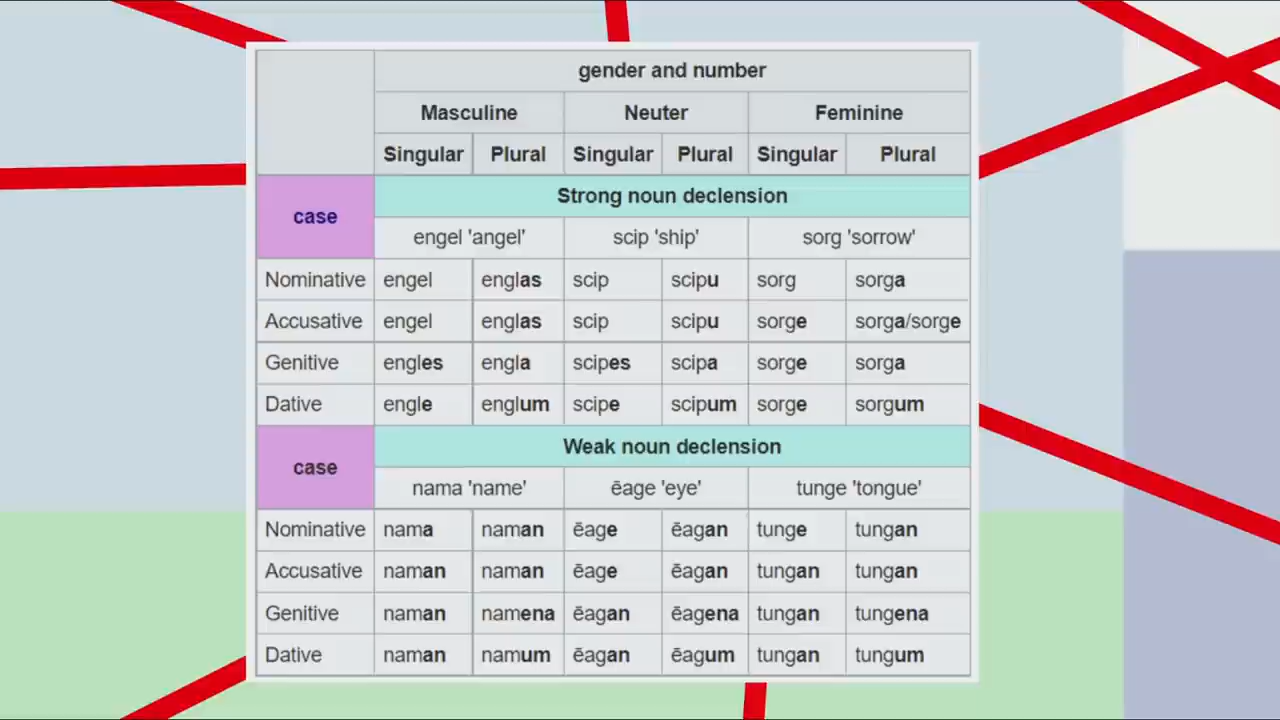 gender and number
Masculine Neuter Feminine
Singular Plural Singular Plural Singular Plural
case Strong noun declension
engel 'angel' scip 'ship' sorg 'sorrow'
Nominative engel englas scip scipu sorg sorga
Accusative engel englas scip scipu sorge sorga/sorge
Genitive engles engla scipes scipa sorge sorga
Dative engle englum scipe scipum sorge sorgum
case Weak noun declension
nama 'name' ēage 'eye' tunge 'tongue'
Nominative nama naman ēage ēagan tunge tungan
Accusative naman naman ēage ēagan tungan tungan
Genitive naman namena ēagan ēagena tungan tungena
Dative naman namum ēagan ēagum tungan tungum